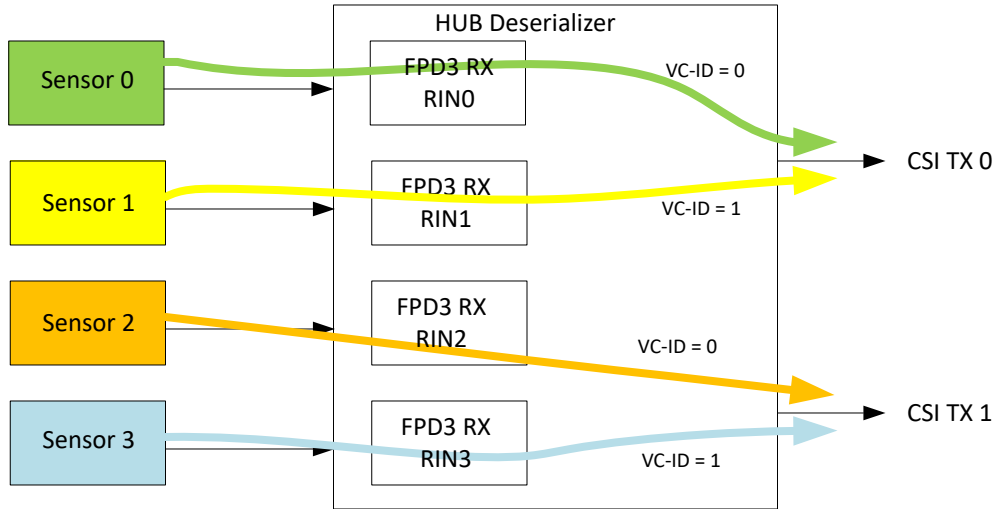 HUB Deserializer
Sensor 0
FPD3 RX
RIN0
VC-ID = 0
CSI TX 0
Sensor 1
FPD3 RX
RIN1
VC-ID = 1
Sensor 2
FPD3 RX
RIN2
VC-ID = 0
CSI TX 1
Sensor 3
FPD3 RX
RIN3
VC-ID = 1